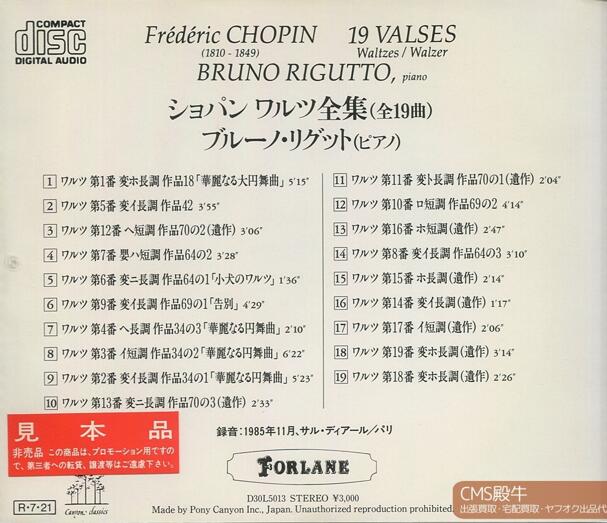 COMPACT
disc
DIGITAL AUDIO
Frédéric CHOPIN 19 VALSES
(1810 - 1849) Waltzes / Walzer
BRUNO RIGUTTO, piano
ショパン ワルツ全集(全19曲)
ブルーノ・リグット(ピアノ)
1 ワルツ 第1番 変ホ長調 作品18「華麗なる大円舞曲」5'15"
2 ワルツ 第5番 変イ長調 作品42 3'55"
3 ワルツ 第12番 ヘ短調 作品70の2(遺作) 3'06"
4 ワルツ 第7番 嬰ハ短調 作品64の2 3'28"
5 ワルツ 第6番 変ニ長調 作品64の1「小犬のワルツ」1'36"
6 ワルツ 第9番 変イ長調 作品69の1「告別」4'29"
7 ワルツ 第4番 ヘ長調 作品34の3「華麗なる円舞曲」2'10"
8 ワルツ 第3番 イ短調 作品34の2「華麗なる円舞曲」6'22"
9 ワルツ 第2番 変イ長調 作品34の1「華麗なる円舞曲」5'23"
10 ワルツ 第13番 変ニ長調 作品70の3(遺作) 2'33"
11 ワルツ 第11番 変ト長調 作品70の1(遺作) 2'04"
12 ワルツ 第10番 ロ短調 作品69の2 4'14"
13 ワルツ 第16番 ホ短調(遺作) 2'47"
14 ワルツ 第8番 変イ長調 作品64の3 3'10"
15 ワルツ 第15番 ホ長調(遺作) 2'14"
16 ワルツ 第14番 変イ長調(遺作) 1'17"
17 ワルツ 第17番 イ短調(遺作) 2'06"
18 ワルツ 第19番 変ホ長調(遺作) 3'14"
19 ワルツ 第18番 変ホ長調(遺作) 2'26"
見本品
非売品 この商品は、プロモーション用ですの
で、第三者への転貸、譲渡等はご遠慮下さい。
録音:1985年11月、サル・ディアール/パリ
FORLANE
R・7・21
Canyon classics
D30L5013 STEREO ¥3,000
Made by Pony Canyon Inc., Japan. Unauthorized reproduction prohibited.
CMS殿牛
出張買取・宅配買取・ヤフオク出品代